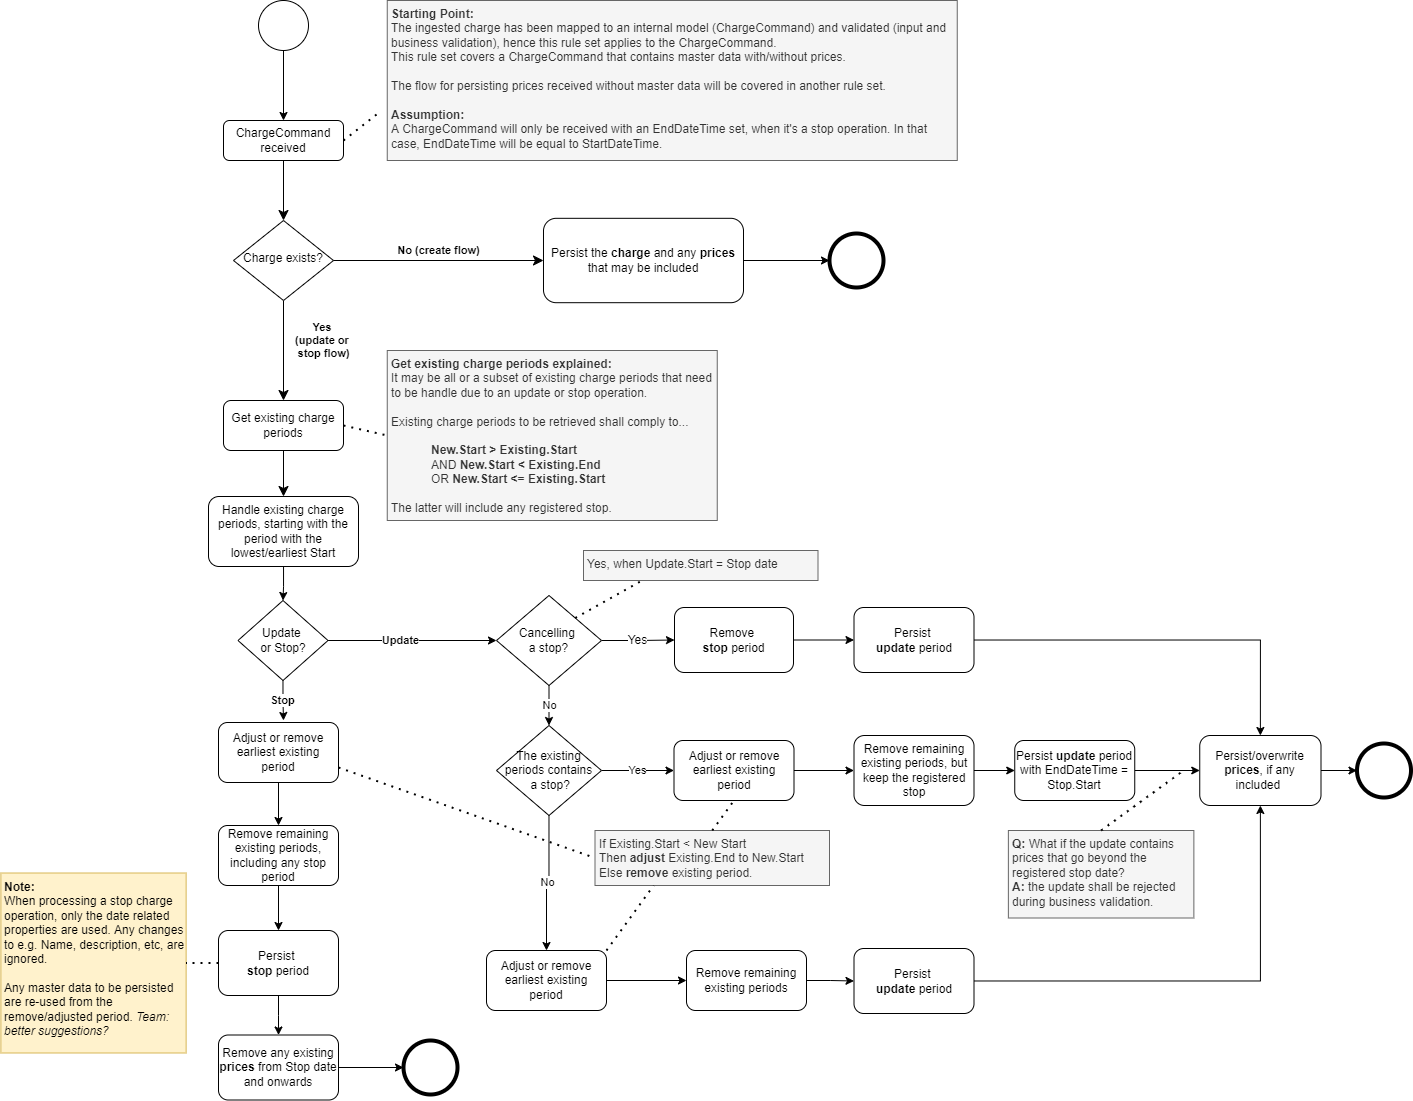 Starting Point:
The ingested charge has been mapped to an internal model (ChargeCommand) and validated (input and
business validation), hence this rule set applies to the ChargeCommand.
This rule set covers a ChargeCommand that contains master data with/without prices.
The flow for persisting prices received without master data will be covered in another rule set.
Assumption:
A ChargeCommand will only be received with an EndDateTime set, when it's a stop operation. In that
case, EndDateTime will be equal to StartDateTime.
ChargeCommand
received
Charge exists?
No (create flow)
Persist the charge and any prices
that may be included
Yes
(update or
stop flow)
Get existing charge periods explained:
It may be all or a subset of existing charge periods that need
to be handle due to an update or stop operation.
Existing charge periods to be retrieved shall comply to...
New.Start > Existing.Start
AND New.Start < Existing.End
OR New.Start <= Existing.Start
The latter will include any registered stop.
Get existing charge
periods
Handle existing charge
periods, starting with the
period with the
lowest/earliest Start
Yes, when Update.Start = Stop date
Update
or Stop?
Update
Cancelling
a stop?
Yes
Remove
stop period
Persist
update period
Stop
No
Adjust or remove
earliest existing
period
The existing
periods contains
a stop?
Yes
Adjust or remove
earliest existing
period
Remove remaining
existing periods, but
keep the registered
stop
Persist update period
with EndDateTime =
Stop.Start
Persist/overwrite
prices, if any
included
Remove remaining
existing periods,
including any stop
period
If Existing.Start < New Start
Then adjust Existing.End to New.Start
Else remove existing period.
Q: What if the update contains
prices that go beyond the
registered stop date?
A: the update shall be rejected
during business validation.
No
Note:
When processing a stop charge
operation, only the date related
properties are used. Any changes
to e.g. Name, description, etc, are
ignored.
Any master data to be persisted
are re-used from the
remove/adjusted period. Team:
better suggestions?
Persist
stop period
Adjust or remove
earliest existing
period
Remove remaining
existing periods
Persist
update period
Remove any existing
prices from Stop date
and onwards